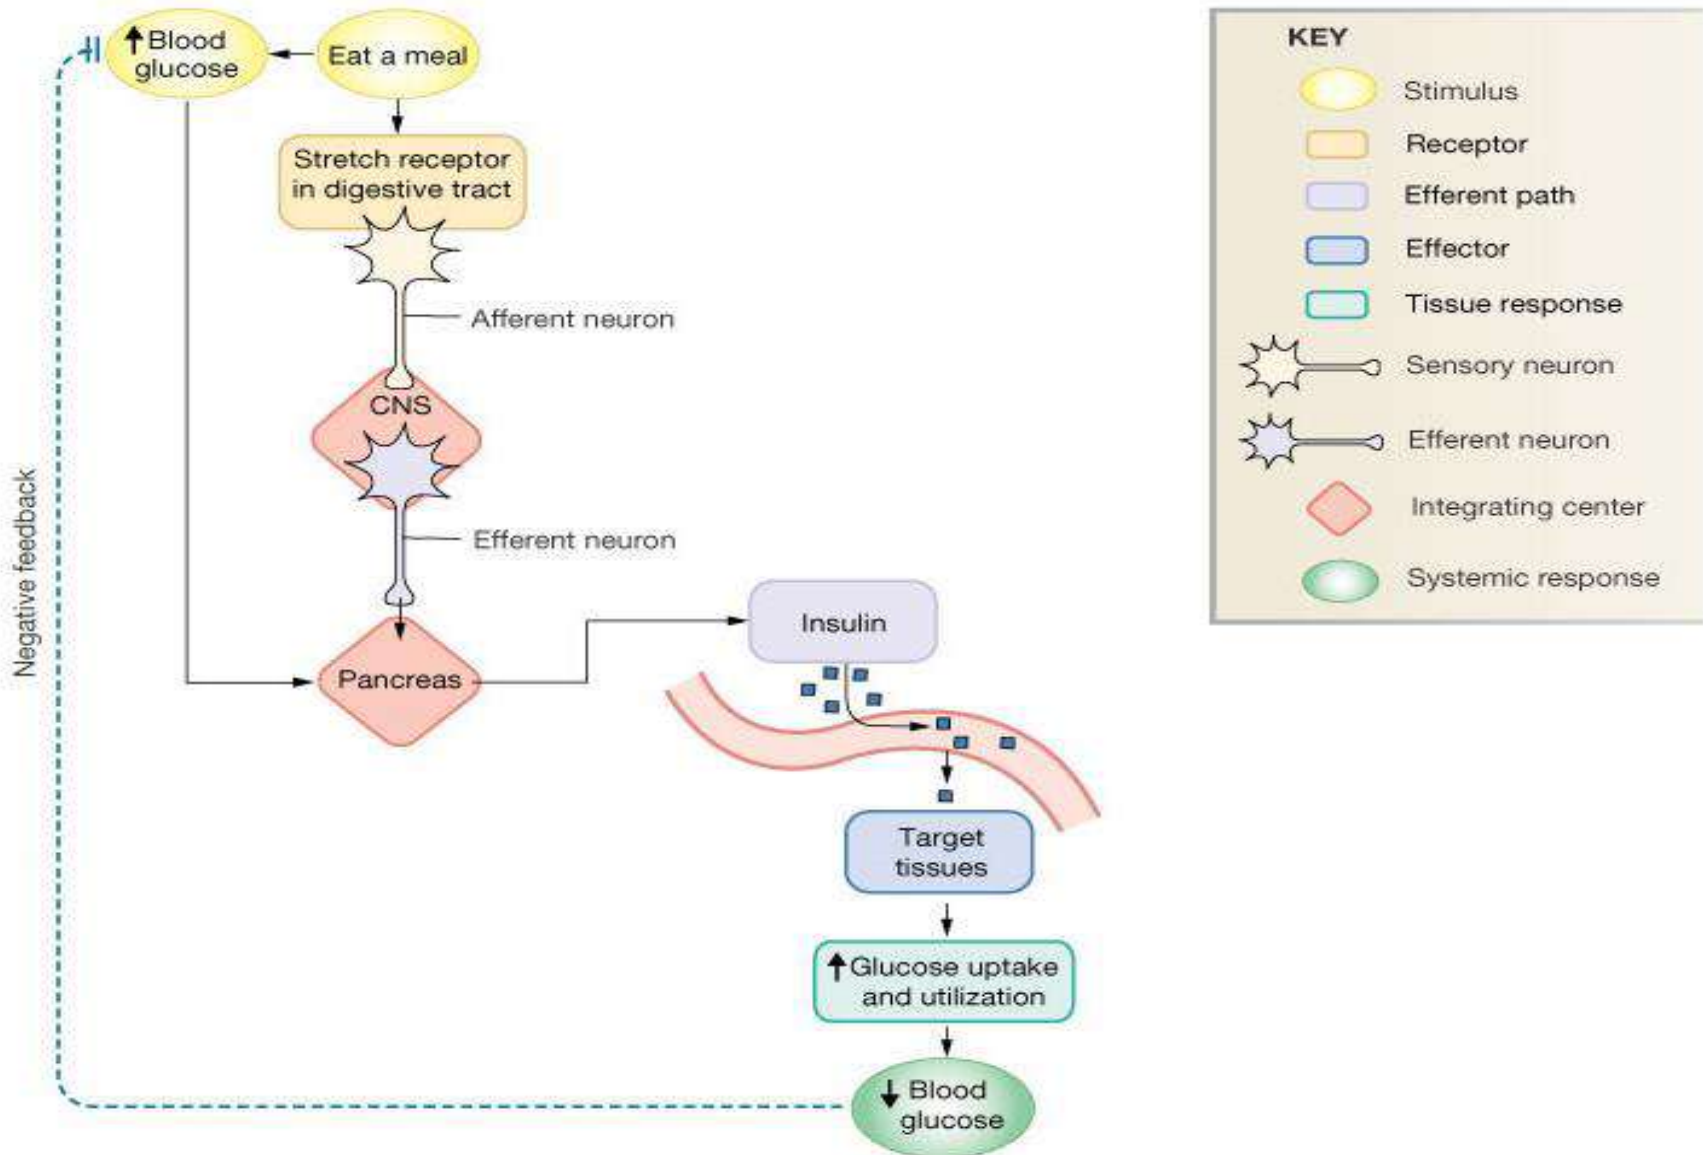 ↑ Blood
glucose
Eat a meal
Stretch receptor
in digestive tract
Afferent neuron
CNS
Efferent neuron
Pancreas
Insulin
Target
tissues
↑ Glucose uptake
and utilization
↓ Blood
glucose
Negative feedback
KEY
Stimulus
Receptor
Efferent path
Effector
Tissue response
Sensory neuron
Efferent neuron
Integrating center
Systemic response